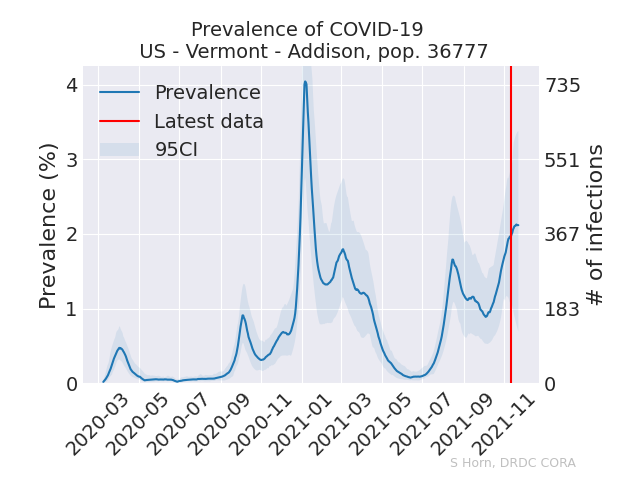 Prevalence of COVID-19
US - Vermont - Addison, pop. 36777
Prevalence
Latest data
95CI
Prevalence (%)
4
3
2
1
0
735
551
367
183
0
# of infections
2020-03
2020-05
2020-07
2020-09
2020-11
2021-01
2021-03
2021-05
2021-07
2021-09
2021-11
S Horn, DRDC CORA